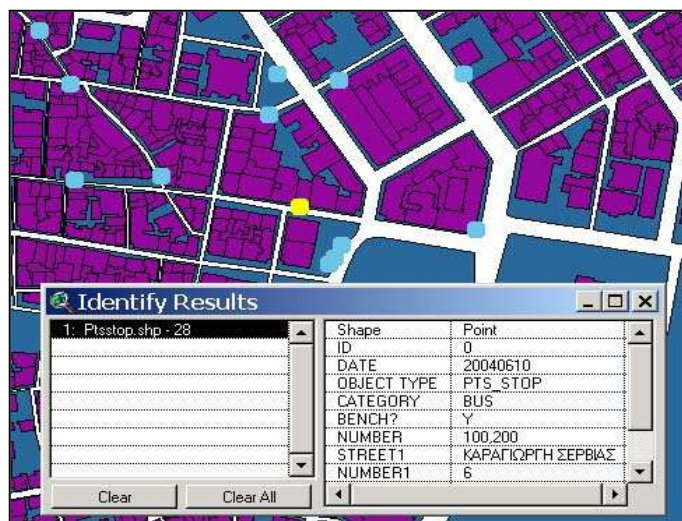 Identify Results
1: Ptsstop.shp - 28
Shape Point
ID 0
DATE 20040610
OBJECT TYPE PTS_STOP
CATEGORY BUS
BENCH? Y
NUMBER 100,200
STREET1 ΚΑΡΑΓΙΩΡΓΗ ΣΕΡΒΙΑΣ
NUMBER1 6
Clear Clear All